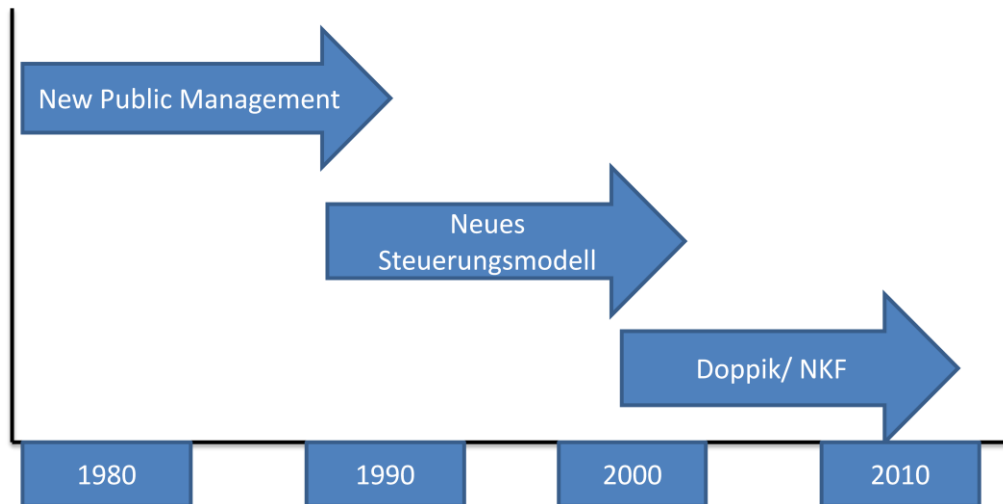 New Public Management
Neues
Steuerungsmodell
Doppik/ NKF
1980
1990
2000
2010